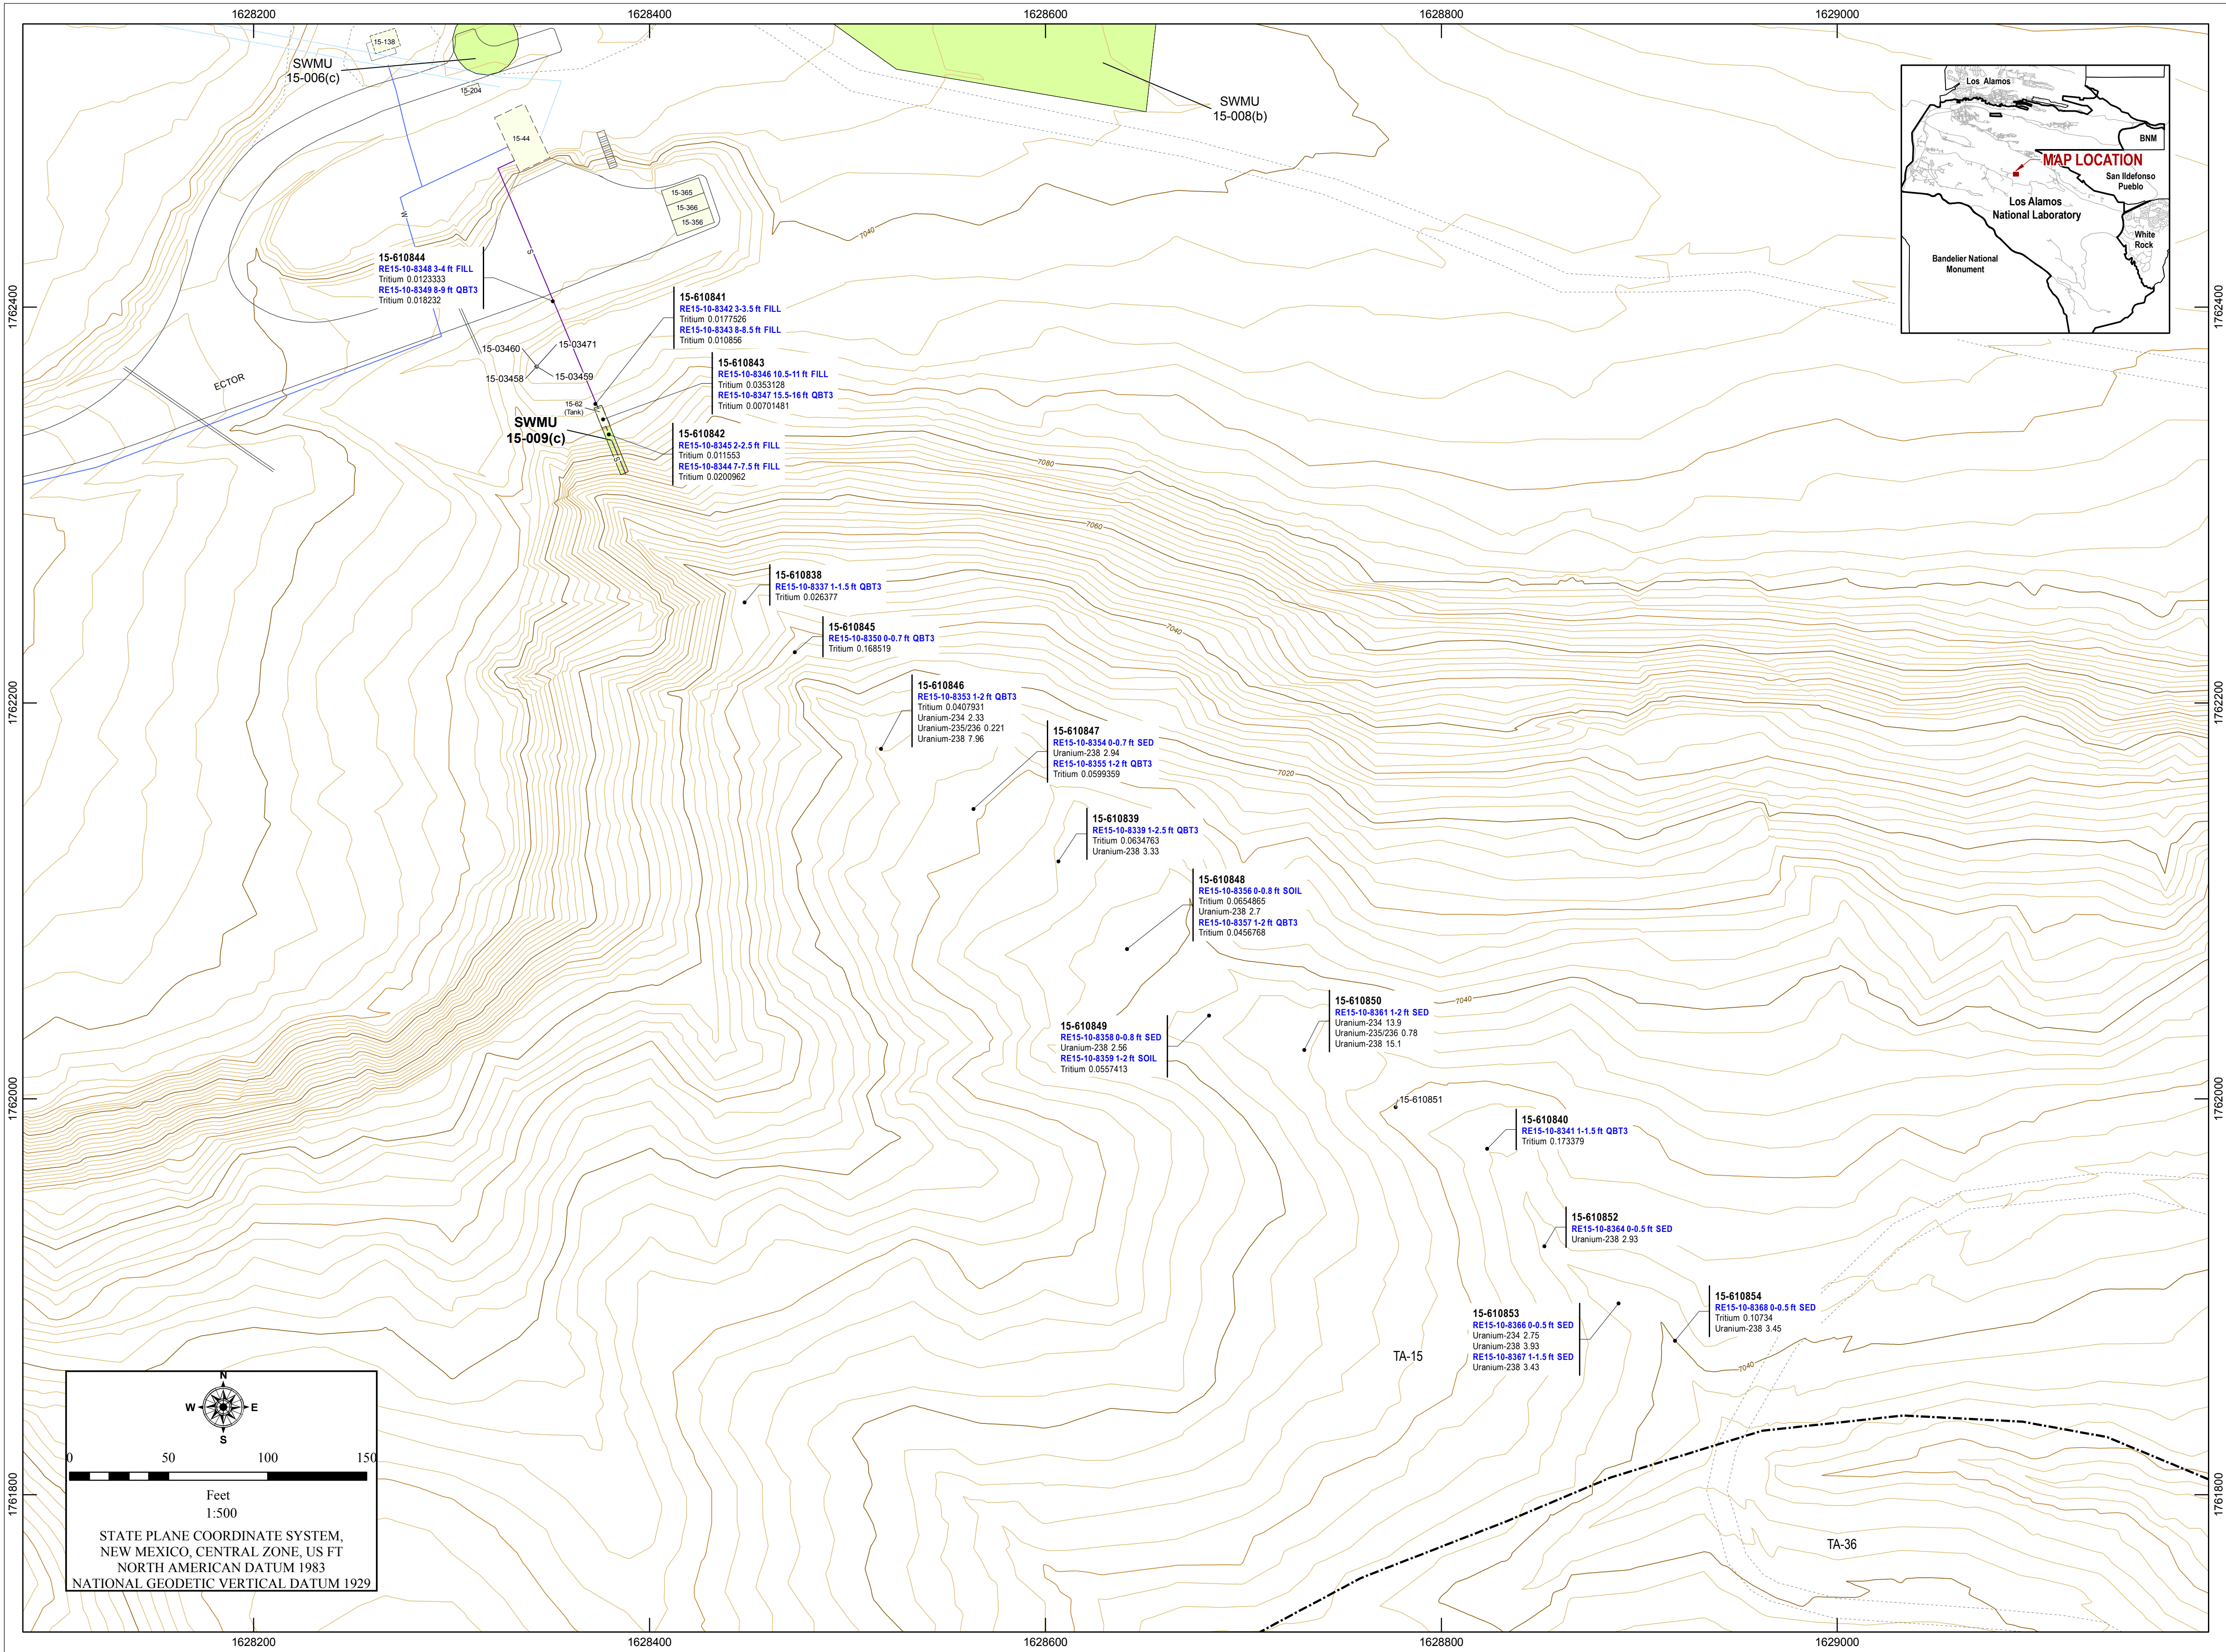 1628200
1628400
1628600
1628800
1629000
15-138
SWMU
15-006(c)
15-204
15-44
SWMU
15-008(b)
15-365
15-366
15-356
7040
W
S
Los Alamos
BNM
MAP LOCATION
San Ildefonso
Pueblo
Los Alamos
National Laboratory
White
Rock
Bandelier National
Monument
1762400
1762400
15-610844
RE15-10-8348 3-4 ft FILL
Tritium 0.0123333
RE15-10-8349 8-9 ft QBT3
Tritium 0.018232
15-610841
RE15-10-8342 3-3.5 ft FILL
Tritium 0.0177526
RE15-10-8343 8-8.5 ft FILL
Tritium 0.010856
15-03460
15-03471
15-03458
15-03459
ECTOR
15-610843
RE15-10-8346 10.5-11 ft FILL
Tritium 0.0353128
RE15-10-8347 15.5-16 ft QBT3
Tritium 0.00701481
15-62
(Tank)
SWMU
15-009(c)
S
15-610842
RE15-10-8345 2-2.5 ft FILL
Tritium 0.011553
RE15-10-8344 7-7.5 ft FILL
Tritium 0.0200962
7080
7060
15-610838
RE15-10-8337 1-1.5 ft QBT3
Tritium 0.026377
15-610845
RE15-10-8350 0-0.7 ft QBT3
Tritium 0.168519
7040
1762200
1762200
15-610846
RE15-10-8353 1-2 ft QBT3
Tritium 0.0407931
Uranium-234 2.33
Uranium-235/236 0.221
Uranium-238 7.96
15-610847
RE15-10-8354 0-0.7 ft SED
Uranium-238 2.94
RE15-10-8355 1-2 ft QBT3
Tritium 0.0599359
7020
15-610839
RE15-10-8339 1-2.5 ft QBT3
Tritium 0.0634763
Uranium-238 3.33
15-610848
RE15-10-8356 0-0.8 ft SOIL
Tritium 0.0654865
Uranium-238 2.7
RE15-10-8357 1-2 ft QBT3
Tritium 0.0456768
15-610849
RE15-10-8358 0-0.8 ft SED
Uranium-238 2.56
RE15-10-8359 1-2 ft SOIL
Tritium 0.0557413
15-610850
RE15-10-8361 1-2 ft SED
Uranium-234 13.9
Uranium-235/236 0.78
Uranium-238 15.1
7040
1762000
1762000
15-610851
15-610840
RE15-10-8341 1-1.5 ft QBT3
Tritium 0.173379
15-610852
RE15-10-8364 0-0.5 ft SED
Uranium-238 2.93
15-610853
RE15-10-8366 0-0.5 ft SED
Uranium-234 2.75
Uranium-238 3.93
RE15-10-8367 1-1.5 ft SED
Uranium-238 3.43
15-610854
RE15-10-8368 0-0.5 ft SED
Tritium 0.10734
Uranium-238 3.45
TA-15
7040
TA-36
1761800
1761800
N
W E
S
0 50 100 150
Feet
1:500
STATE PLANE COORDINATE SYSTEM,
NEW MEXICO, CENTRAL ZONE, US FT
NORTH AMERICAN DATUM 1983
NATIONAL GEODETIC VERTICAL DATUM 1929
1628200
1628400
1628600
1628800
1629000